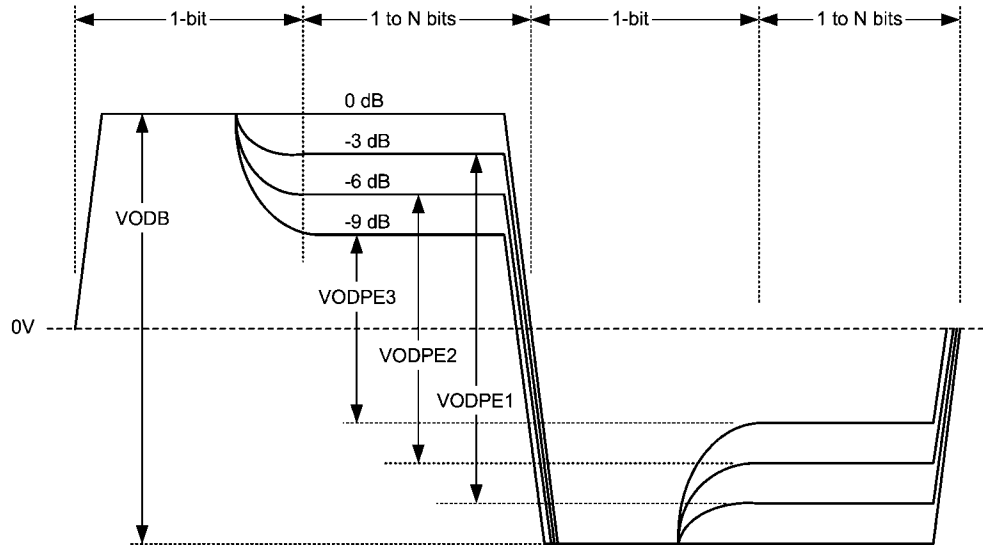 1-bit
1 to N bits
1-bit
1 to N bits
0 dB
-3 dB
-6 dB
VODB
-9 dB
VODPE3
0V
VODPE2
VODPE1